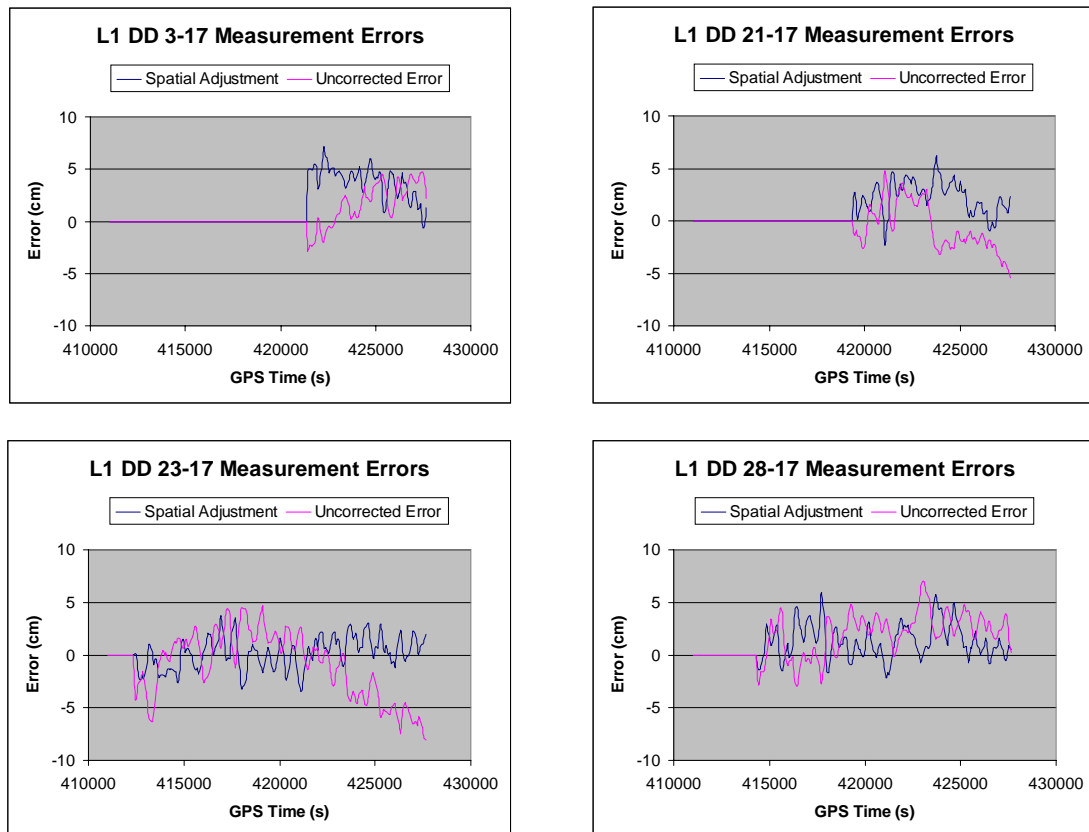 L1 DD 3-17 Measurement Errors
Spatial Adjustment Uncorrected Error
10
5
0
-5
-10
410000 415000 420000 425000 430000
GPS Time (s)
Error (cm)
L1 DD 21-17 Measurement Errors
Spatial Adjustment Uncorrected Error
10
5
0
-5
-10
410000 415000 420000 425000 430000
GPS Time (s)
Error (cm)
L1 DD 23-17 Measurement Errors
Spatial Adjustment Uncorrected Error
10
5
0
-5
-10
410000 415000 420000 425000 430000
GPS Time (s)
Error (cm)
L1 DD 28-17 Measurement Errors
Spatial Adjustment Uncorrected Error
10
5
0
-5
-10
410000 415000 420000 425000 430000
GPS Time (s)
Error (cm)